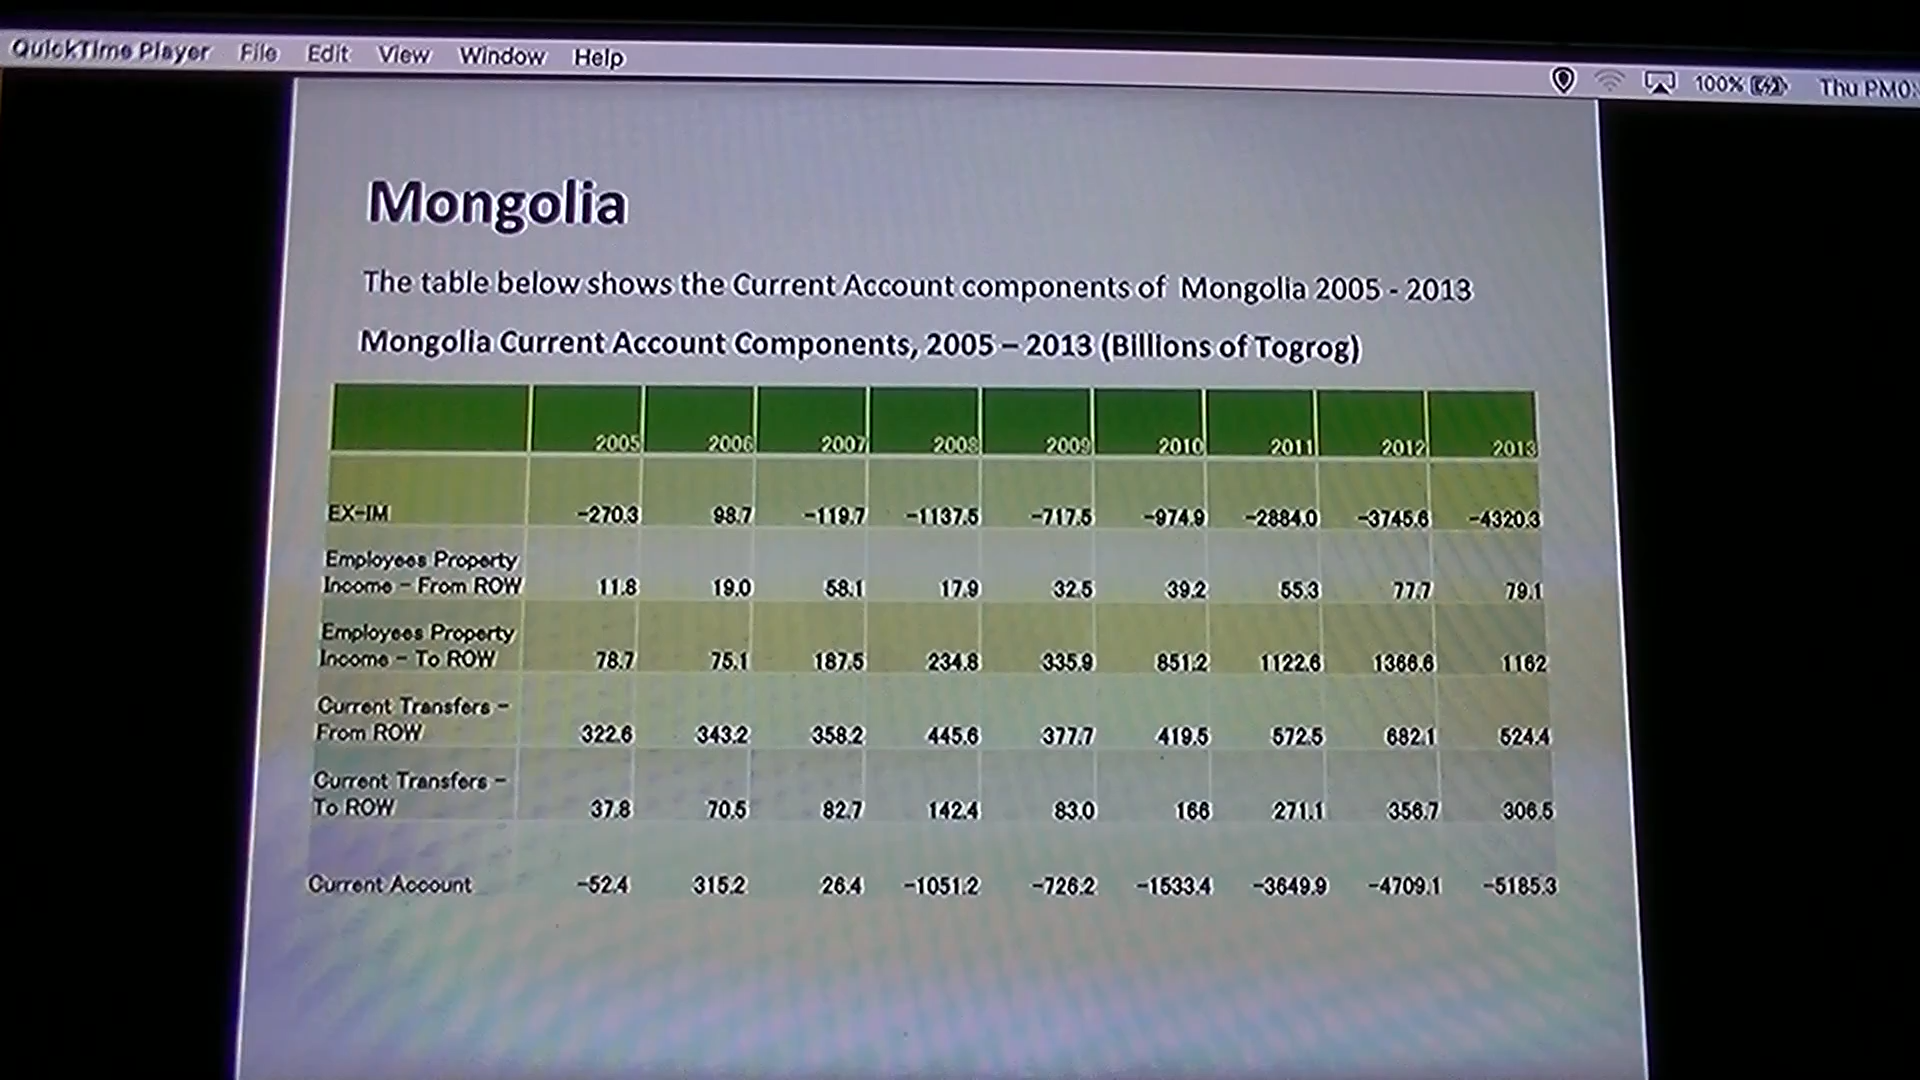 QuickTime Player File Edit View Window Help
100% Thu PM0
Mongolia
The table below shows the Current Account components of Mongolia 2005 - 2013
Mongolia Current Account Components, 2005 – 2013 (Billions of Togrog)
2005 2006 2007 2008 2009 2010 2011 2012 2013
EX-IM -270.3 98.7 -119.7 -1137.5 -717.5 -974.9 -2884.0 -3745.6 -4320.3
Employees Property
Income - From ROW 11.8 19.0 58.1 17.9 32.5 39.2 55.3 77.7 79.1
Employees Property
Income - To ROW 78.7 75.1 187.5 234.8 335.9 851.2 1122.6 1366.6 1162
Current Transfers -
From ROW 322.6 343.2 358.2 445.6 377.7 419.5 572.5 682.1 524.4
Current Transfers -
To ROW 37.8 70.5 82.7 142.4 83.0 166 271.1 356.7 306.5
Current Account -52.4 315.2 26.4 -1051.2 -726.2 -1533.4 -3649.9 -4709.1 -5185.3